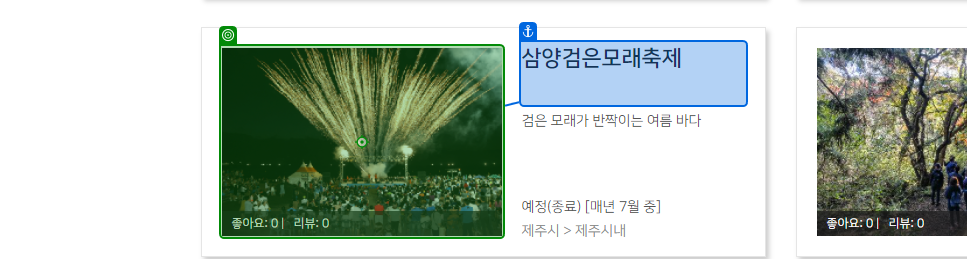 삼양검은모래축제
검은 모래가 반짝이는 여름 바다
예정(종료) [매년 7월 중]
제주시 > 제주시내
좋아요: 0 | 리뷰: 0
좋아요: 0 | 리뷰: 0